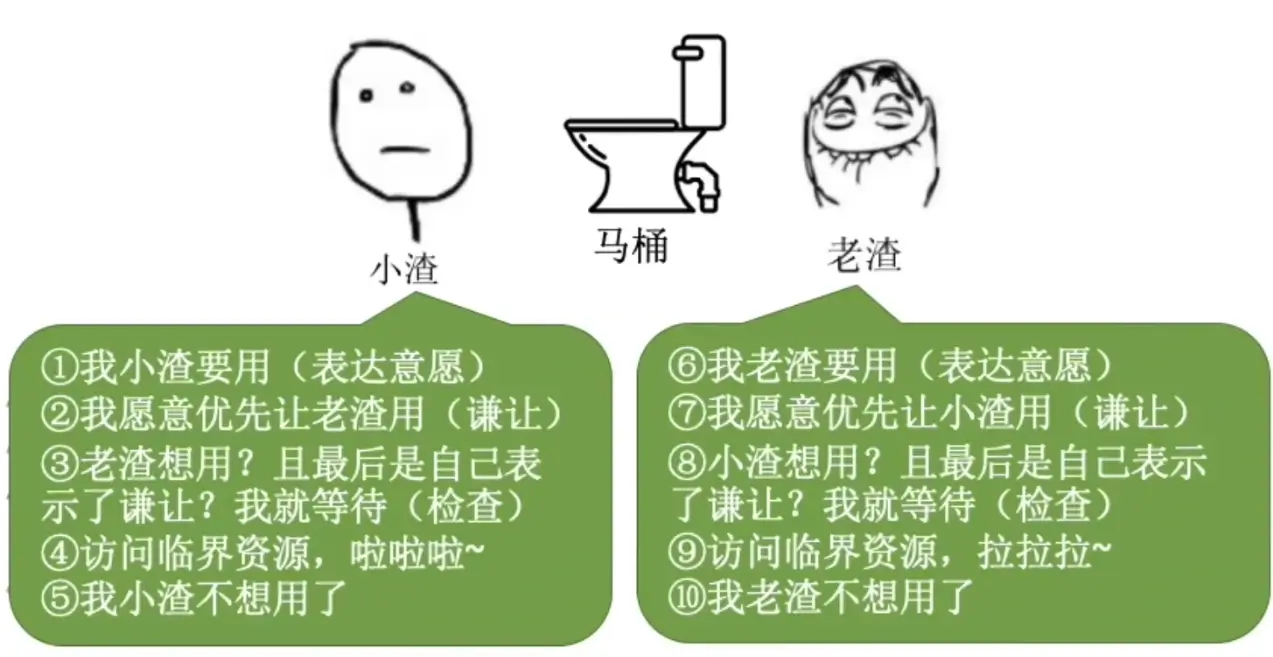 小渣
马桶
老渣
①我小渣要用（表达意愿）
②我愿意优先让老渣用（谦让）
③老渣想用？且最后是自己表
示了谦让？我就等待（检查）
④访问临界资源，啦啦啦~
⑤我小渣不想用了
⑥我老渣要用（表达意愿）
⑦我愿意优先让小渣用（谦让）
⑧小渣想用？且最后是自己表示
了谦让？我就等待（检查）
⑨访问临界资源，拉拉拉~
⑩我老渣不想用了